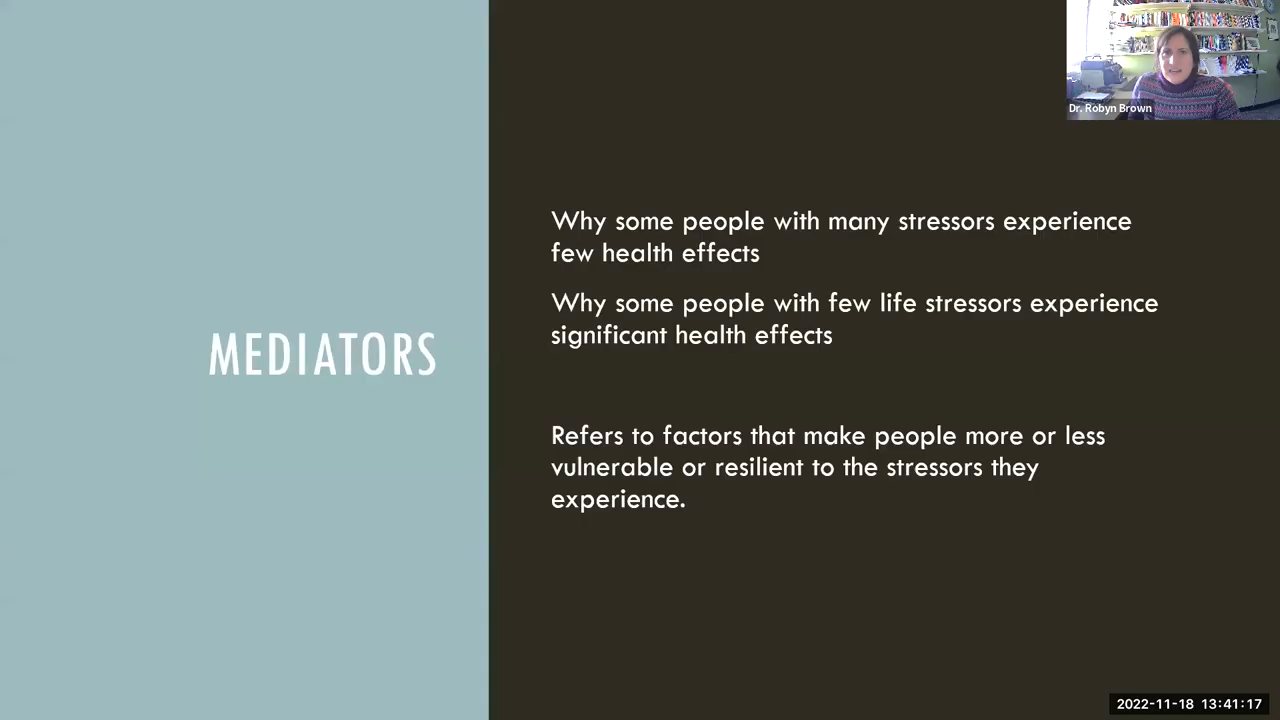 Dr. Robyn Brown
MEDIATORS
Why some people with many stressors experience
few health effects
Why some people with few life stressors experience
significant health effects
Refers to factors that make people more or less
vulnerable or resilient to the stressors they
experience.
2022-11-18 13:41:17